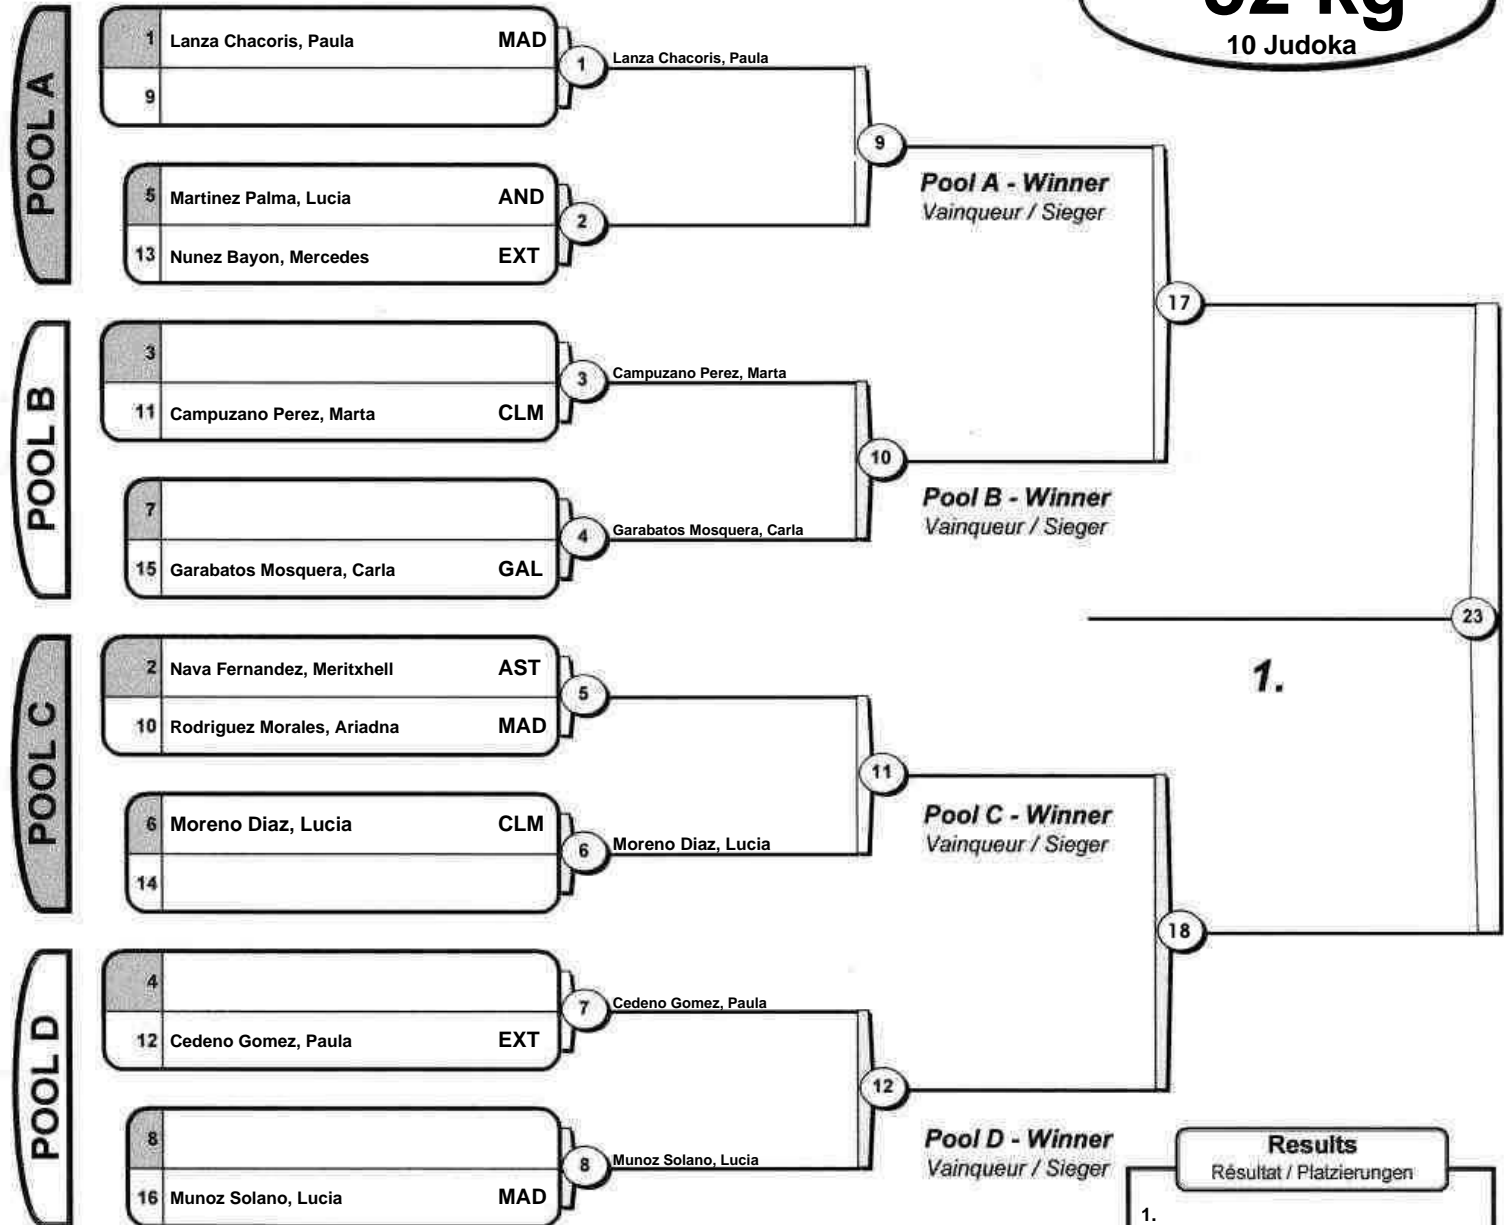 10 Judoka
POOL A
1 Lanza Chacoris, Paula MAD
9
1 Lanza Chacoris, Paula
5 Martinez Palma, Lucia AND
13 Nunez Bayon, Mercedes EXT
2
9
Pool A - Winner
Vainqueur / Sieger
17
POOL B
3
11 Campuzano Perez, Marta CLM
3 Campuzano Perez, Marta
7
15 Garabatos Mosquera, Carla GAL
4 Garabatos Mosquera, Carla
10
Pool B - Winner
Vainqueur / Sieger
23
1.
POOL C
2 Nava Fernandez, Meritxhell AST
10 Rodriguez Morales, Ariadna MAD
5
6 Moreno Diaz, Lucia CLM
14
6 Moreno Diaz, Lucia
11
Pool C - Winner
Vainqueur / Sieger
18
POOL D
4
12 Cedeno Gomez, Paula EXT
7 Cedeno Gomez, Paula
8
16 Munoz Solano, Lucia MAD
8 Munoz Solano, Lucia
12
Pool D - Winner
Vainqueur / Sieger
Results
Résultat / Platzierungen
1.